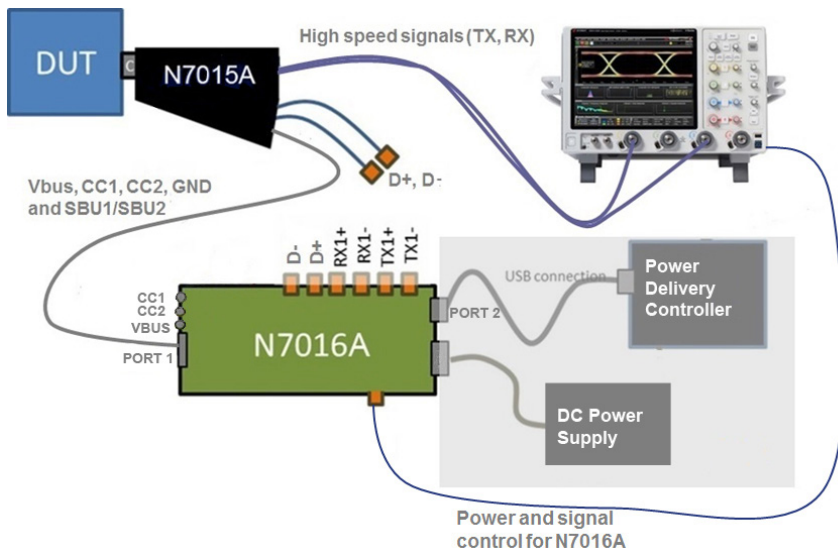 DUT
C
N7015A
High speed signals (TX, RX)
D+, D-
Vbus, CC1, CC2, GND
and SBU1/SBU2
D-
D+
RX1+
RX1-
TX1+
TX1-
CC1
CC2
VBUS
PORT 1
N7016A
PORT 2
USB connection
Power
Delivery
Controller
DC Power
Supply
Power and signal
control for N7016A